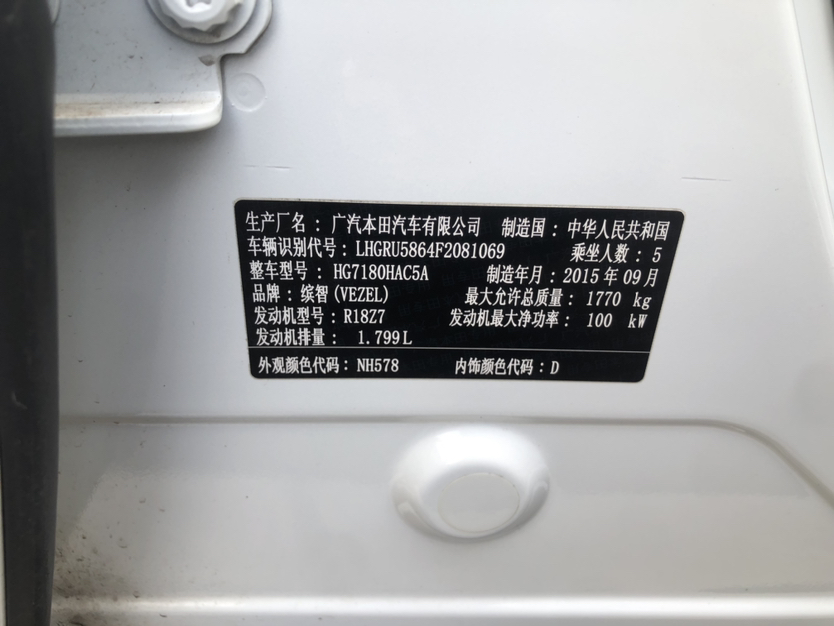 生产厂名：广汽本田汽车有限公司 制造国：中华人民共和国
车辆识别代号：LHGRU5864F2081069 乘坐人数：5
整车型号：HG7180HAC5A 制造年月：2015年09月
品牌：缤智(VEZEL) 最大允许总质量：1770 kg
发动机型号：R18Z7 发动机最大净功率：100 kW
发动机排量：1.799L
外观颜色代码：NH578 内饰颜色代码：D